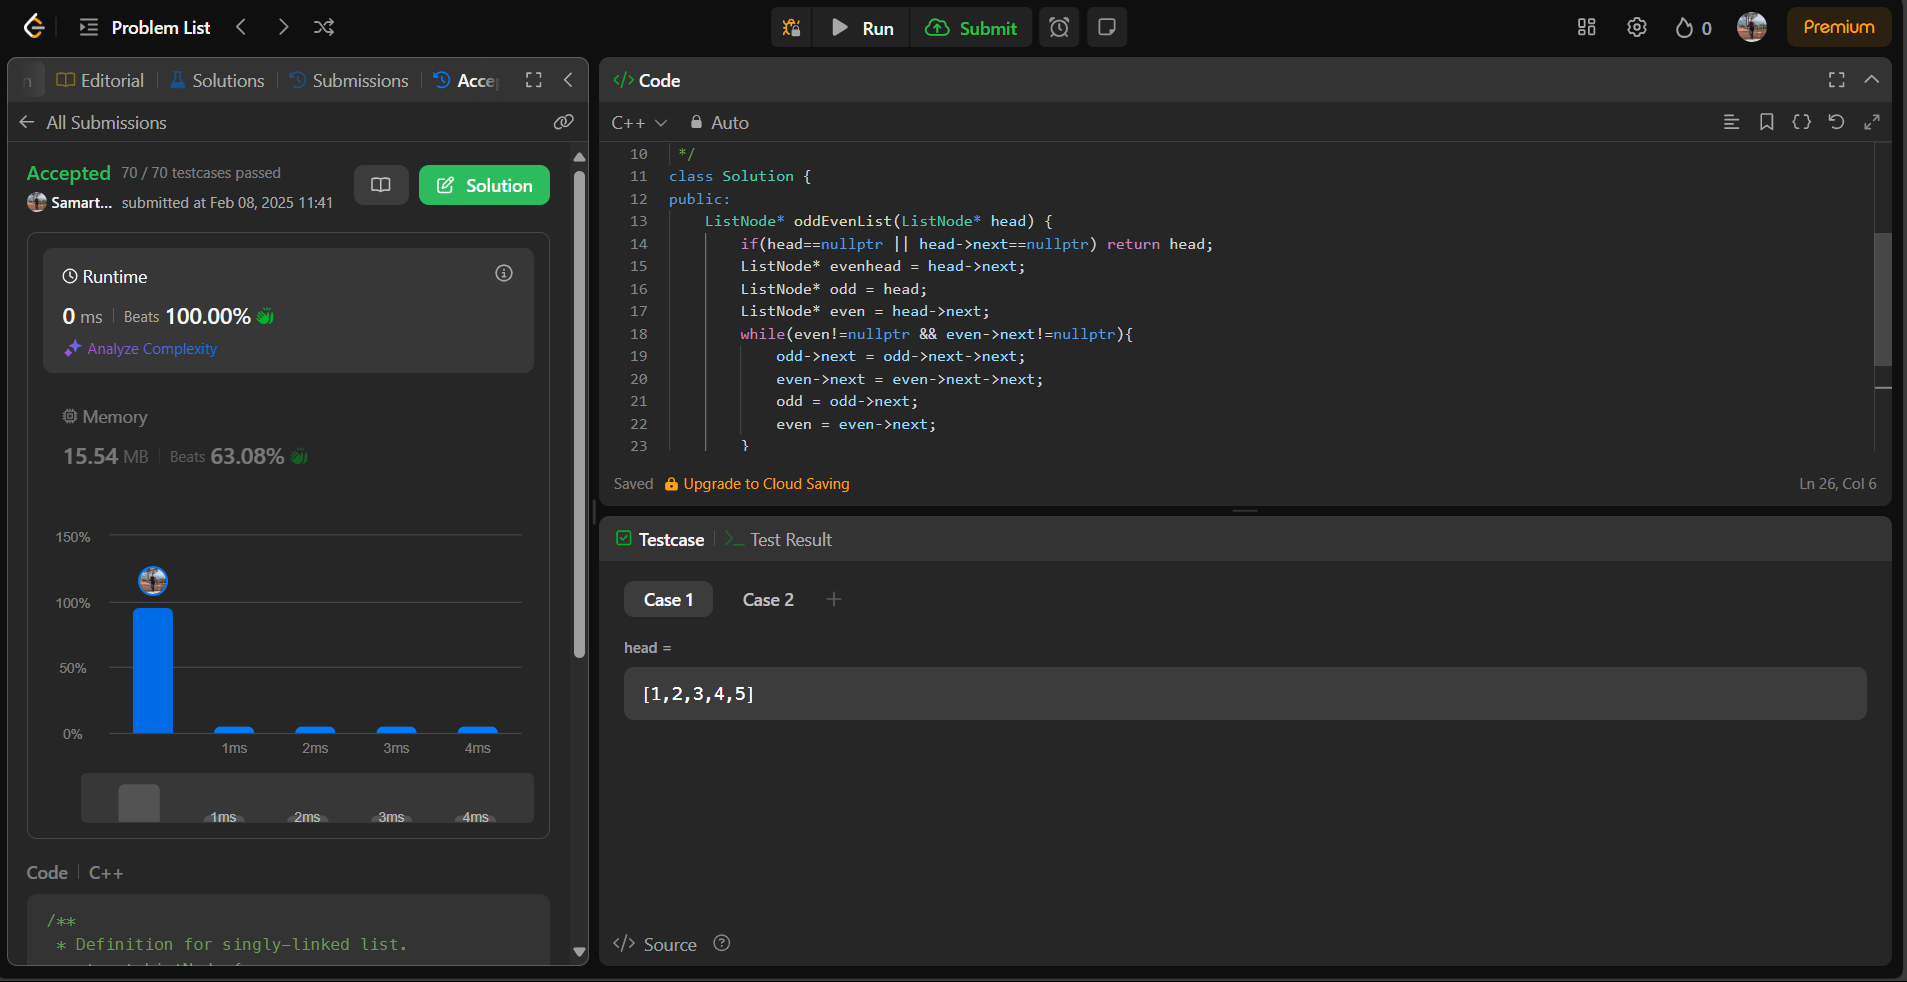 Problem List
Run
Submit
0
Premium
n
Editorial
Solutions
Submissions
Acce
All Submissions
Accepted 70 / 70 testcases passed
Samart... submitted at Feb 08, 2025 11:41
Solution
Runtime
0 ms Beats 100.00%
Analyze Complexity
Memory
15.54 MB Beats 63.08%
150%
100%
50%
0%
1ms 2ms 3ms 4ms
1ms 2ms 3ms 4ms
Code C++
/**
* Definition for singly-linked list.
</> Code
C++ Auto
10 */
11 class Solution {
12 public:
13 ListNode* oddEvenList(ListNode* head) {
14 if(head==nullptr || head->next==nullptr) return head;
15 ListNode* evenhead = head->next;
16 ListNode* odd = head;
17 ListNode* even = head->next;
18 while(even!=nullptr && even->next!=nullptr){
19 odd->next = odd->next->next;
20 even->next = even->next->next;
21 odd = odd->next;
22 even = even->next;
23 }
Saved Upgrade to Cloud Saving
Ln 26, Col 6
Testcase
Test Result
Case 1 Case 2 +
head =
[1,2,3,4,5]
</> Source